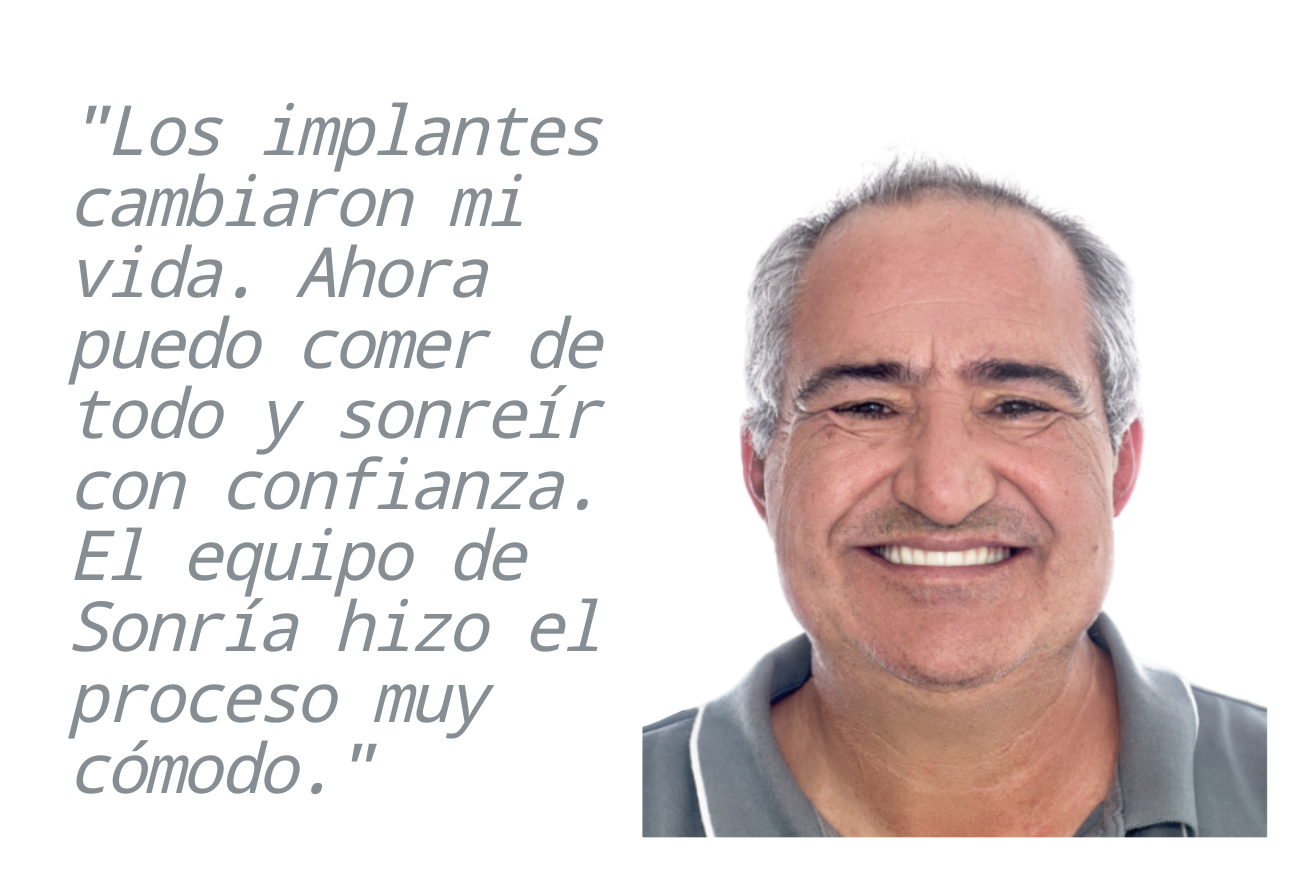 "Los implantes
cambiaron mi
vida. Ahora
puedo comer de
todo y sonreír
con confianza.
El equipo de
Sonría hizo el
proceso muy
cómodo."